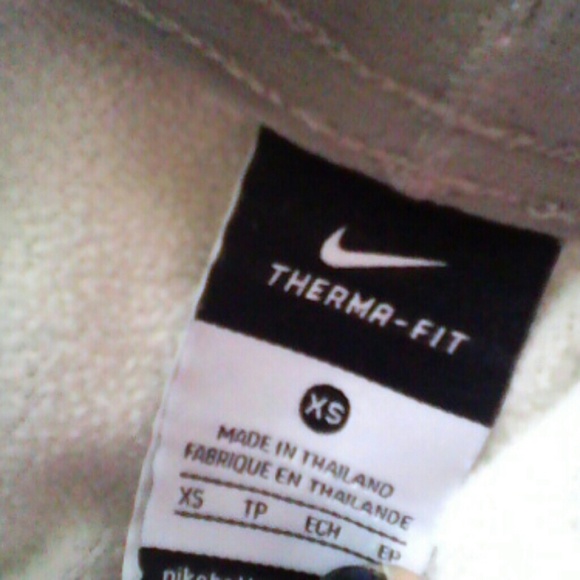 THERMA-FIT
XS
MADE IN THAILAND
FABRIQUE EN THAILANDE
XS TP ECH EP